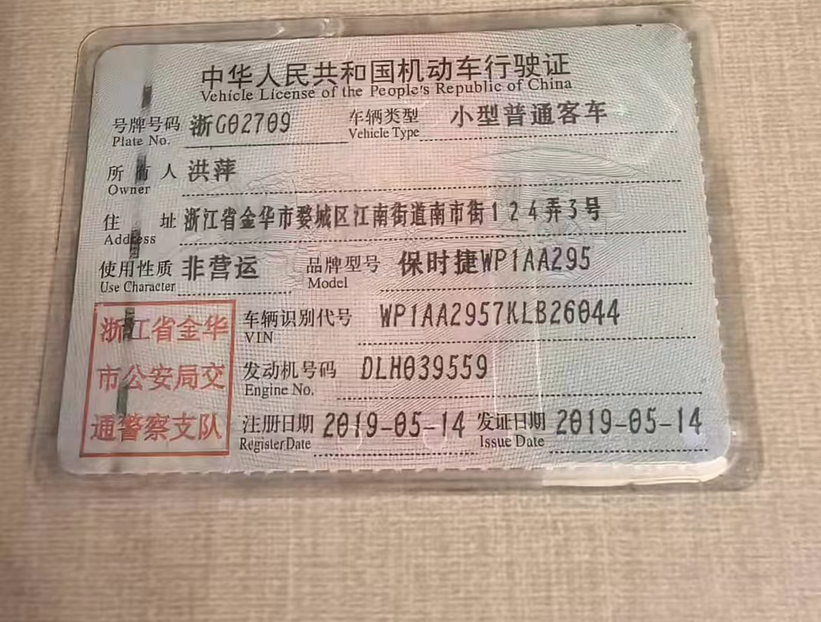 中华人民共和国机动车行驶证
Vehicle License of the People's Republic of China
号牌号码 浙G02709 车辆类型 小型普通客车
Plate No. Vehicle Type
所有人 洪萍
Owner
住 址 浙江省金华市婺城区江南街道南市街124弄3号
Address
使用性质 非营运 品牌型号 保时捷WP1AA295
Use Character Model
浙江省金华
市公安局交
通警察支队
车辆识别代号 WP1AA2957KLB26044
VIN
发动机号码 DLH039559
Engine No.
注册日期 2019-05-14 发证日期 2019-05-14
Register Date Issue Date